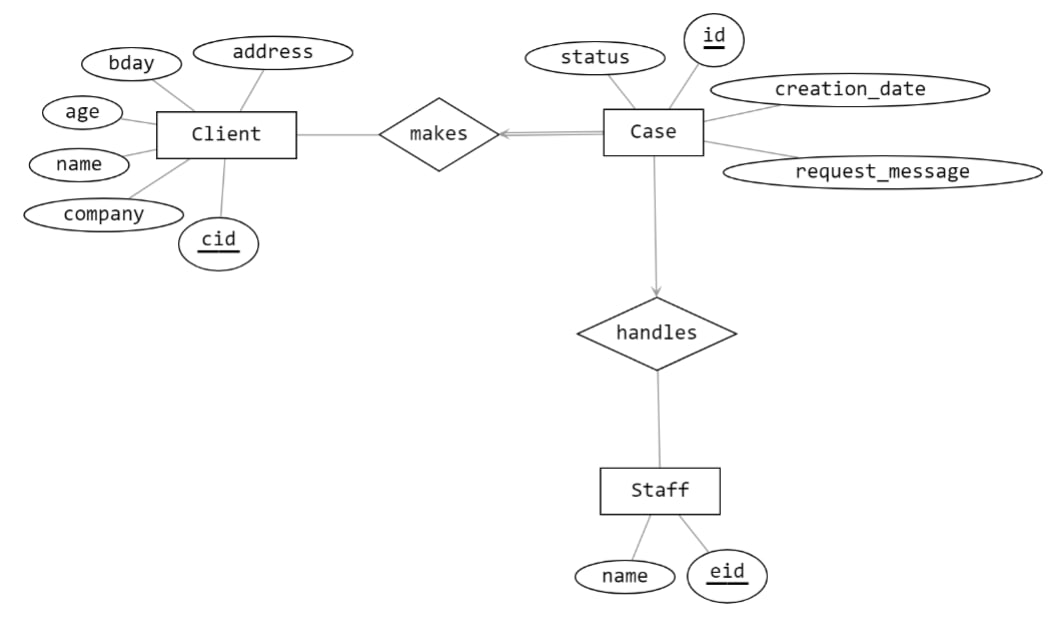 bday
address
age
Client
name
company
cid
makes
status
id
Case
creation_date
request_message
handles
Staff
name
eid